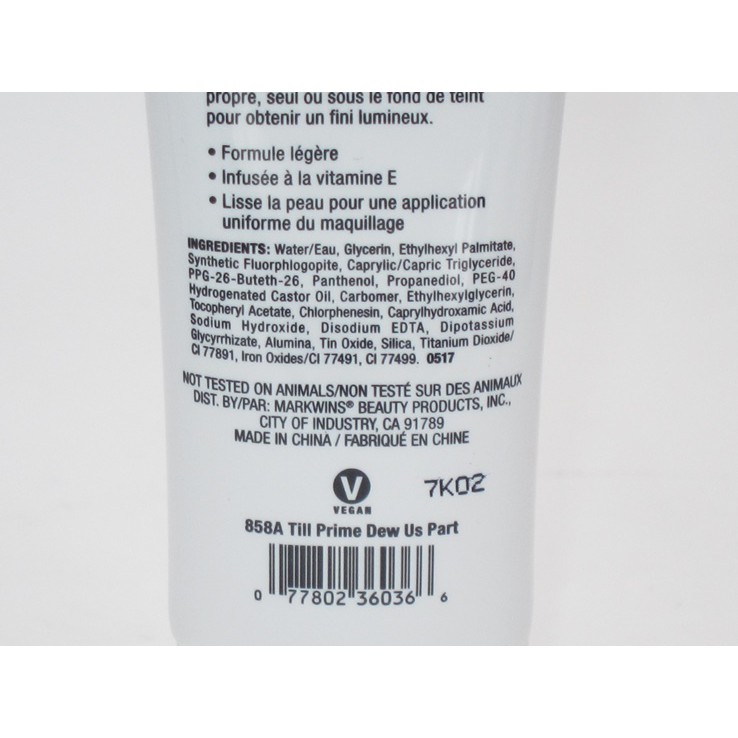 propre, seul ou sous le fond de teint
pour obtenir un fini lumineux.
• Formule légère
• Infusée à la vitamine E
• Lisse la peau pour une application
uniforme du maquillage
INGREDIENTS: Water/Eau, Glycerin, Ethylhexyl Palmitate,
Synthetic Fluorphlogopite, Caprylic/Capric Triglyceride,
PPG-26-Buteth-26, Panthenol, Propanediol, PEG-40
Hydrogenated Castor Oil, Carbomer, Ethylhexylglycerin,
Tocopheryl Acetate, Chlorphenesin, Caprylhydroxamic Acid,
Sodium Hydroxide, Disodium EDTA, Dipotassium
Glycyrrhizate, Alumina, Tin Oxide, Silica, Titanium Dioxide/
CI 77891, Iron Oxides/CI 77491, CI 77499. 0517
NOT TESTED ON ANIMALS/NON TESTÉ SUR DES ANIMAUX
DIST. BY/PAR: MARKWINS® BEAUTY PRODUCTS, INC.,
CITY OF INDUSTRY, CA 91789
MADE IN CHINA / FABRIQUÉ EN CHINE
V
VEGAN
7K02
858A Till Prime Dew Us Part
0 77802 36036 6